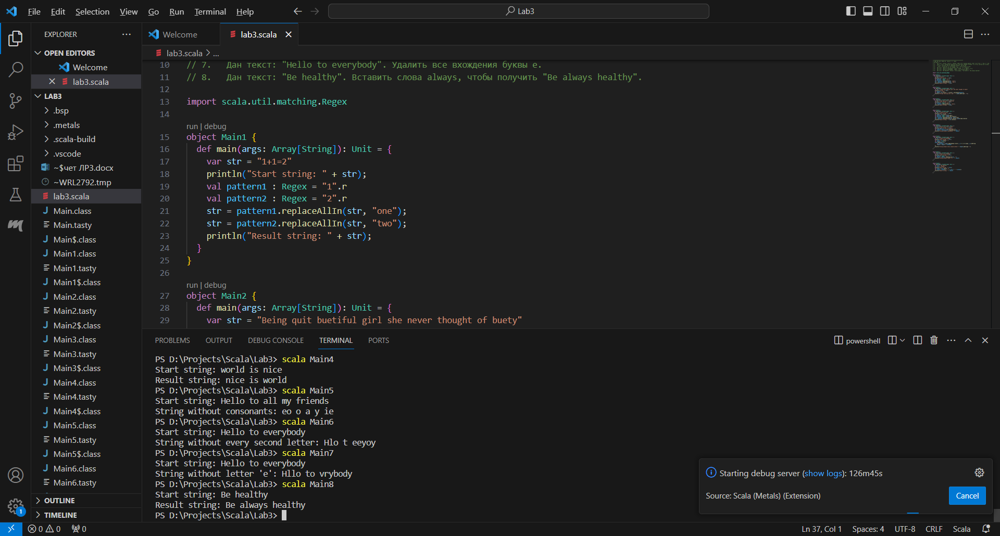 File Edit Selection View Go Run Terminal Help
Lab3
EXPLORER
OPEN EDITORS
Welcome
lab3.scala
LAB3
.bsp
.metals
.scala-build
.vscode
~$чет ЛР3.docx
~WRL2792.tmp
lab3.scala
Main.class
Main.tasty
Main$.class
Main1.class
Main1.tasty
Main1$.class
Main2.class
Main2.tasty
Main2$.class
Main3.class
Main3.tasty
Main3$.class
Main4.class
Main4.tasty
Main4$.class
Main5.class
Main5.tasty
Main5$.class
Main6.class
Main6.tasty
OUTLINE
TIMELINE
Welcome
lab3.scala
lab3.scala > ...
10 // 7. Дан текст: "Hello to everybody". Удалить все вхождения буквы е.
11 // 8. Дан текст: "Be healthy". Вставить слова always, чтобы получить "Be always healthy".
12
13 import scala.util.matching.Regex
14
run | debug
15 object Main1 {
16 def main(args: Array[String]): Unit = {
17 var str = "1+1=2"
18 println("Start string: " + str);
19 val pattern1 : Regex = "1".r
20 val pattern2 : Regex = "2".r
21 str = pattern1.replaceAllIn(str, "one");
22 str = pattern2.replaceAllIn(str, "two");
23 println("Result string: " + str);
24 }
25 }
26
run | debug
27 object Main2 {
28 def main(args: Array[String]): Unit = {
29 var str = "Being quit buetiful girl she never thought of buety"
PROBLEMS OUTPUT DEBUG CONSOLE TERMINAL PORTS
powershell
PS D:\Projects\Scala\Lab3> scala Main4
Start string: world is nice
Result string: nice is world
PS D:\Projects\Scala\Lab3> scala Main5
Start string: Hello to all my friends
String without consonants: eo o a y ie
PS D:\Projects\Scala\Lab3> scala Main6
Start string: Hello to everybody
String without every second letter: Hlo t eeyoy
PS D:\Projects\Scala\Lab3> scala Main7
Start string: Hello to everybody
String without letter 'e': Hllo to vrybody
PS D:\Projects\Scala\Lab3> scala Main8
Start string: Be healthy
Result string: Be always healthy
PS D:\Projects\Scala\Lab3>
Starting debug server (show logs): 126m45s
Source: Scala (Metals) (Extension)
Cancel
1
0 0 0
Ln 37, Col 1 Spaces: 4 UTF-8 CRLF Scala